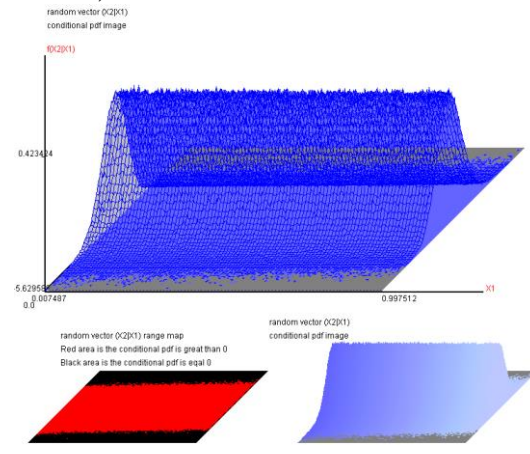 random vector (X2|X1)
conditional pdf image
f(X2|X1)
0.423424
-5.629595
0.007487
0.997512
X1
0.0
random vector (X2|X1) range map
Red area is the conditional pdf is great than 0
Black area is the conditional pdf is eqal 0
random vector (X2|X1)
conditional pdf image